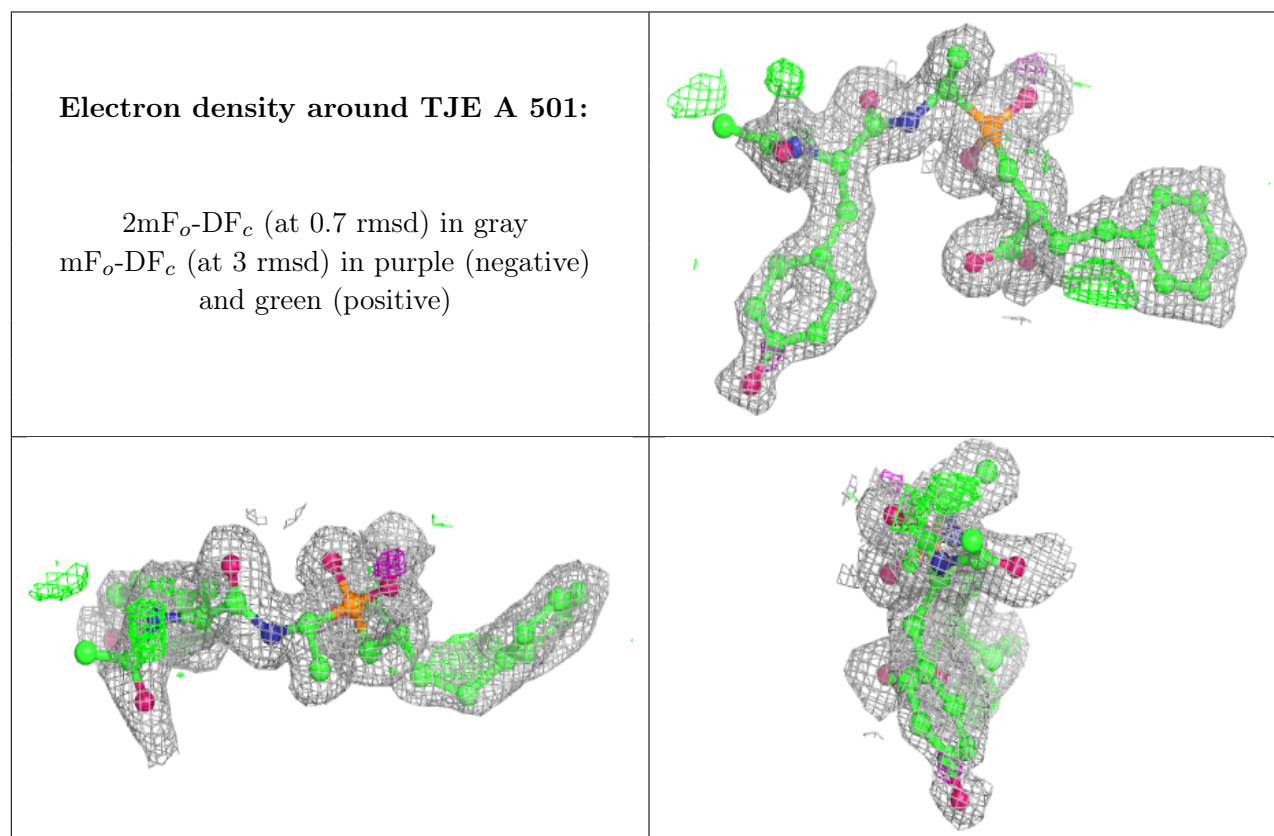 Electron density around TJE A 501:
2mFo-DFc (at 0.7 rmsd) in gray
mFo-DFc (at 3 rmsd) in purple (negative)
and green (positive)